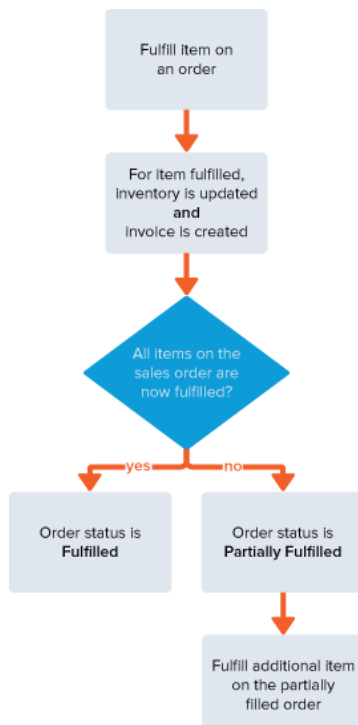 Fulfill item on
an order
For item fulfilled,
inventory is updated
and
invoice is created
All items on the
sales order are
now fulfilled?
yes
no
Order status is
Fulfilled
Order status is
Partially Fulfilled
Fulfill additional item
on the partially
filled order